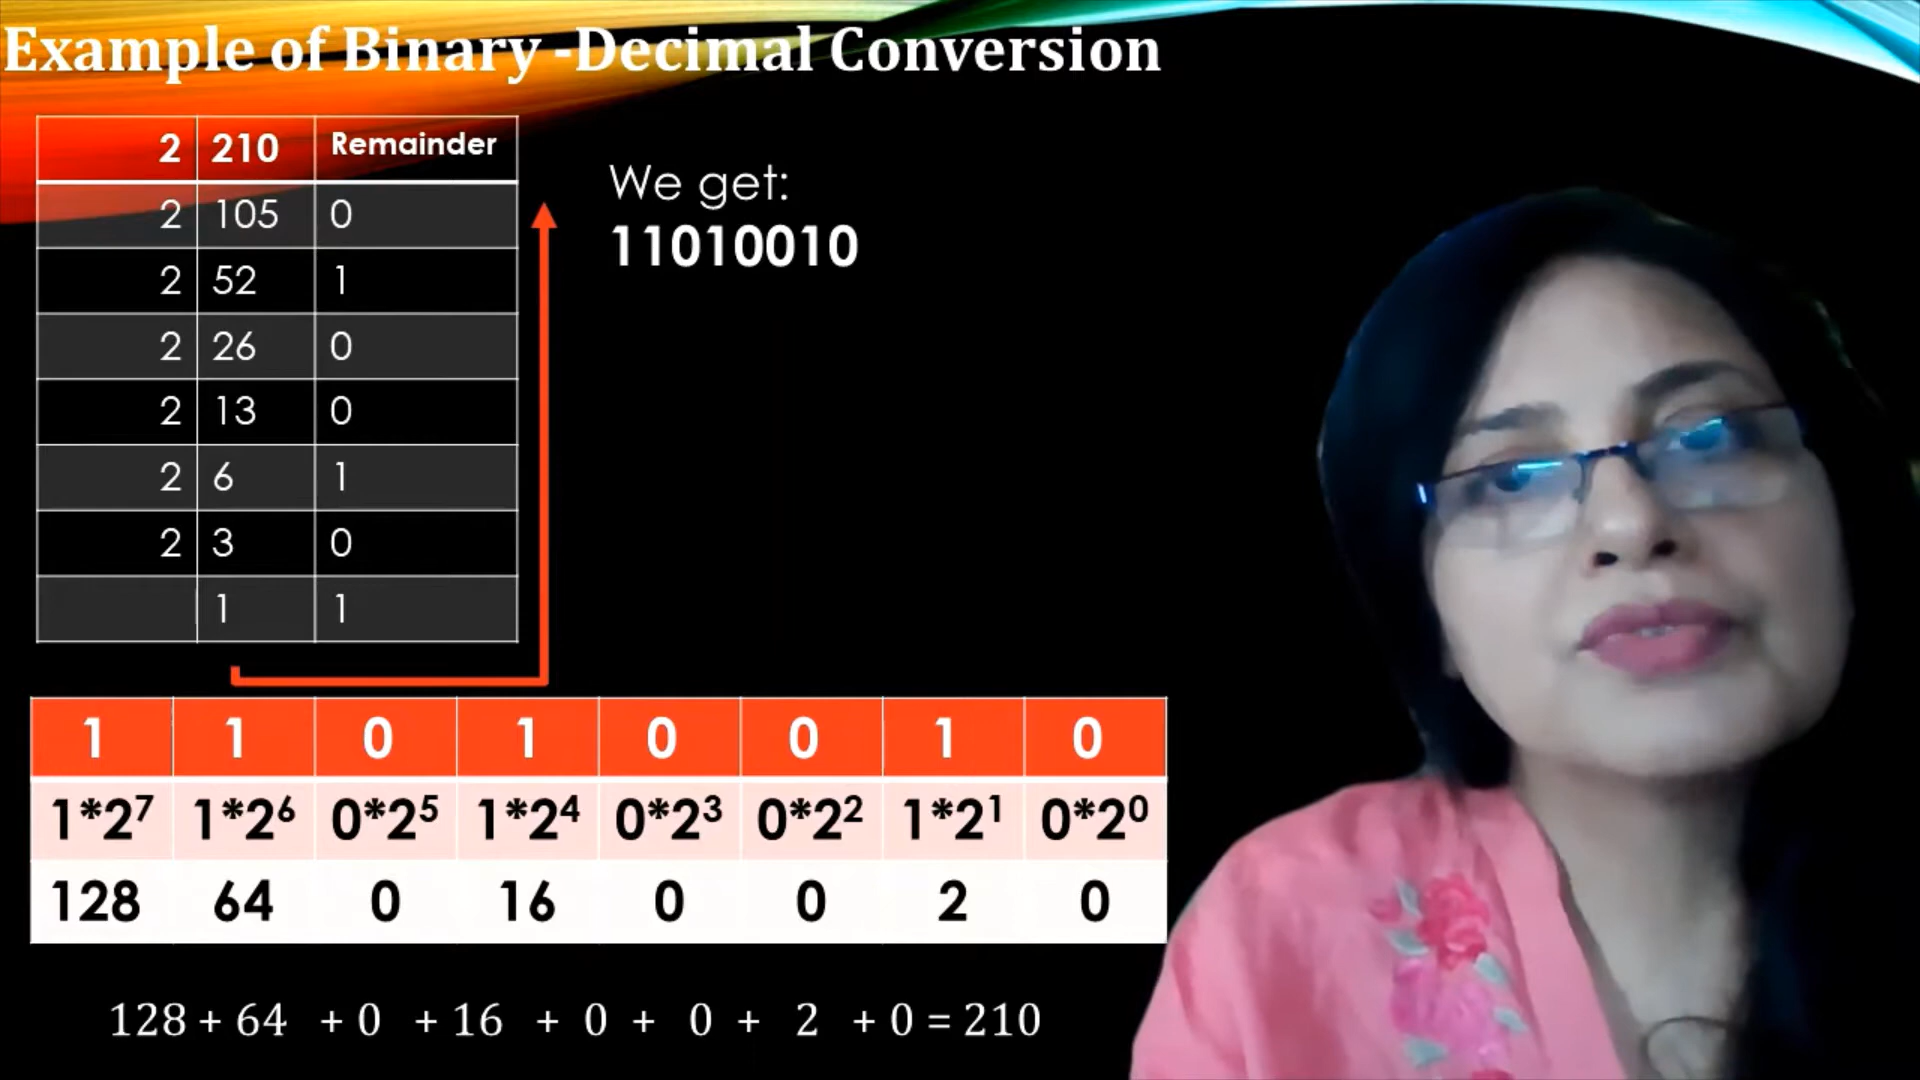 Example of Binary -Decimal Conversion
2 210 Remainder
2 105 0
2 52 1
2 26 0
2 13 0
2 6 1
2 3 0
1 1
We get:
11010010
1 1 0 1 0 0 1 0
1*2⁷ 1*2⁶ 0*2⁵ 1*2⁴ 0*2³ 0*2² 1*2¹ 0*2⁰
128 64 0 16 0 0 2 0
128 + 64 + 0 + 16 + 0 + 0 + 2 + 0 = 210